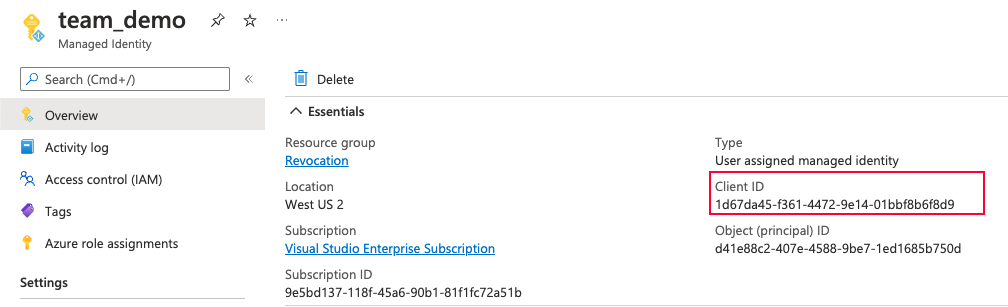 team_demo
Managed Identity
Search (Cmd+/)
Overview
Activity log
Access control (IAM)
Tags
Azure role assignments
Settings
Delete
Essentials
Resource group
Revocation
Location
West US 2
Subscription
Visual Studio Enterprise Subscription
Subscription ID
9e5bd137-118f-45a6-90b1-81f1fc72a51b
Type
User assigned managed identity
Client ID
1d67da45-f361-4472-9e14-01bbf8b6f8d9
Object (principal) ID
d41e88c2-407e-4588-9be7-1ed1685b750d